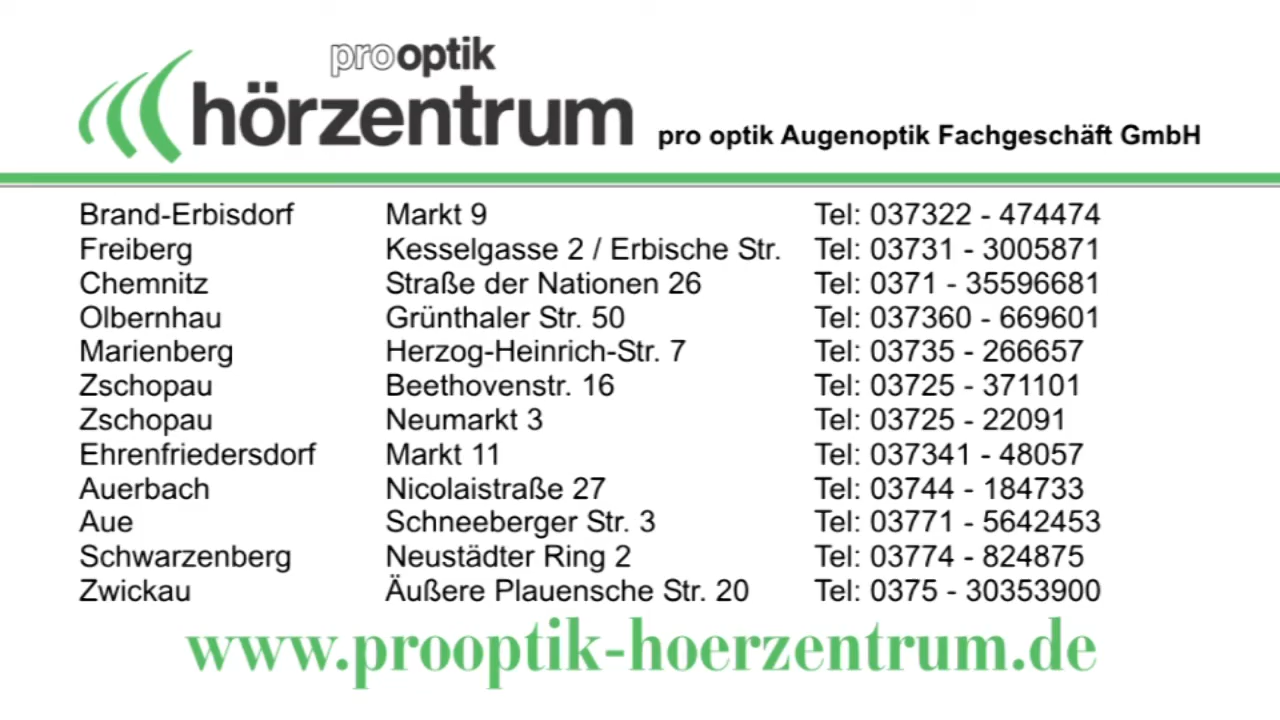 pro optik
hörzentrum
pro optik Augenoptik Fachgeschäft GmbH
Brand-Erbisdorf Markt 9 Tel: 037322 - 474474
Freiberg Kesselgasse 2 / Erbische Str. Tel: 03731 - 3005871
Chemnitz Straße der Nationen 26 Tel: 0371 - 35596681
Olbernhau Grünthaler Str. 50 Tel: 037360 - 669601
Marienberg Herzog-Heinrich-Str. 7 Tel: 03735 - 266657
Zschopau Beethovenstr. 16 Tel: 03725 - 371101
Zschopau Neumarkt 3 Tel: 03725 - 22091
Ehrenfriedersdorf Markt 11 Tel: 037341 - 48057
Auerbach Nicolaistraße 27 Tel: 03744 - 184733
Aue Schneeberger Str. 3 Tel: 03771 - 5642453
Schwarzenberg Neustädter Ring 2 Tel: 03774 - 824875
Zwickau Äußere Plauensche Str. 20 Tel: 0375 - 30353900
www.prooptik-hoerzentrum.de